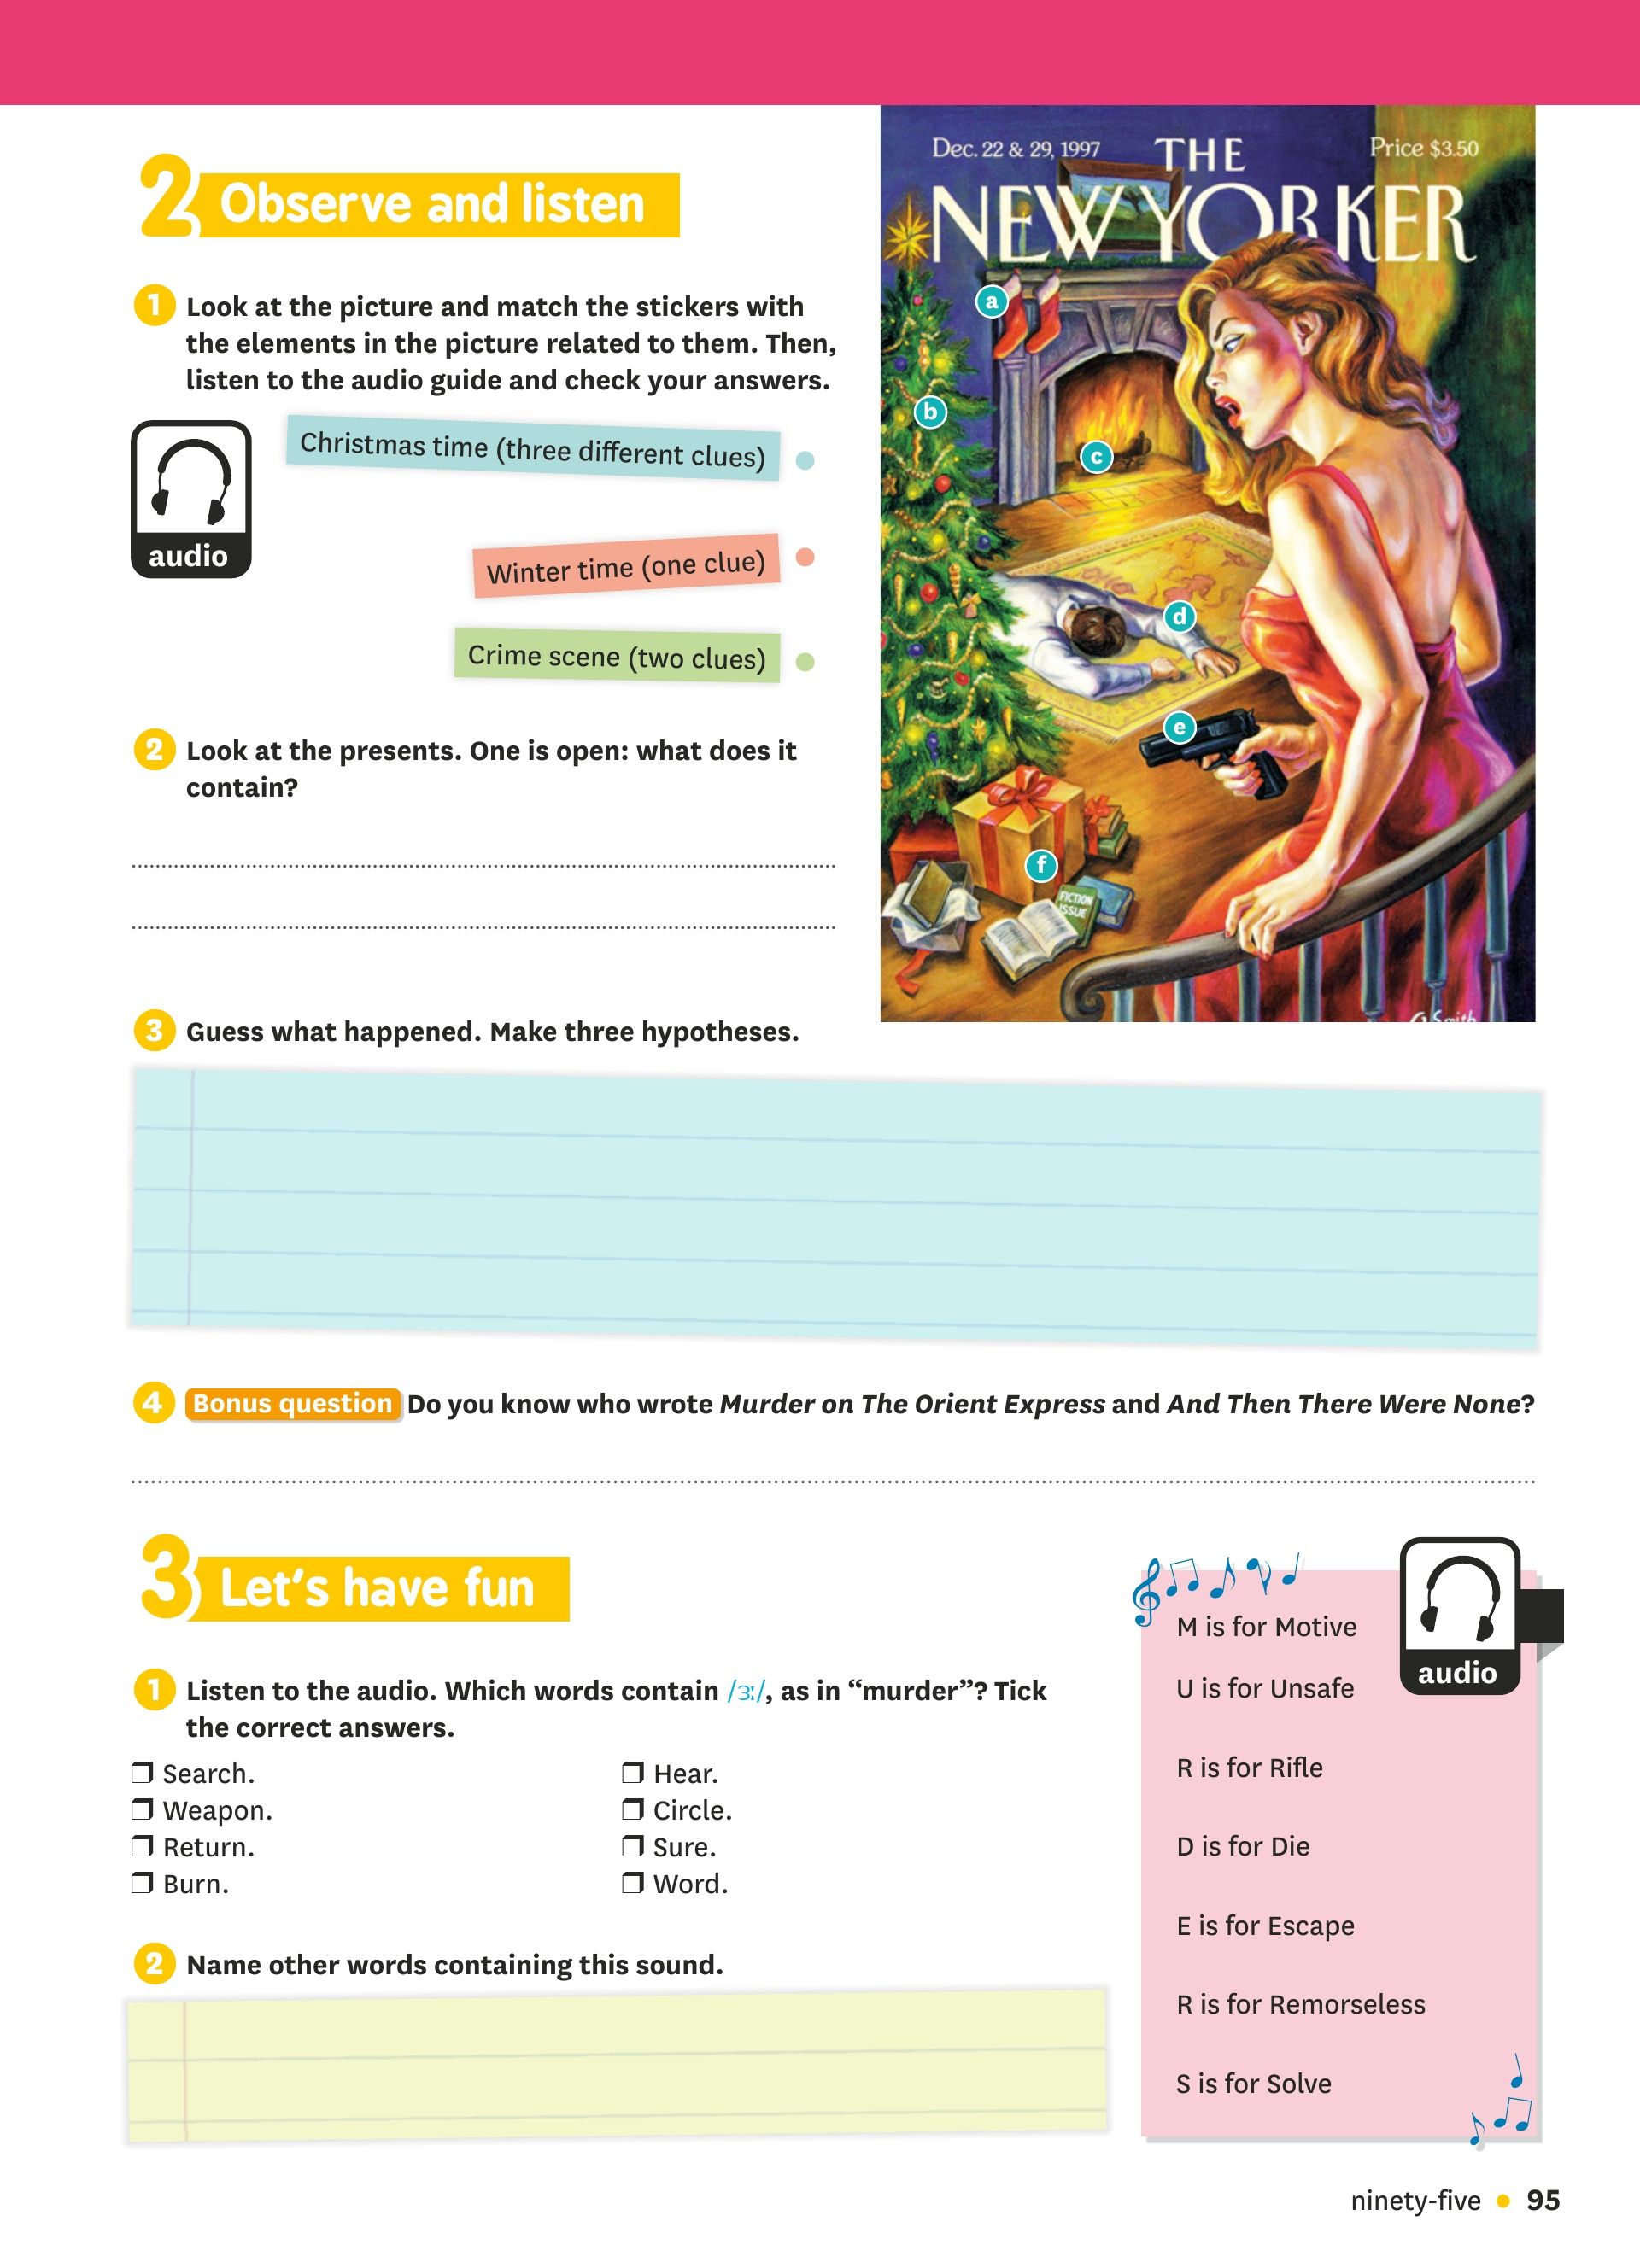 2 Observe and listen
1 Look at the picture and match the stickers with
the elements in the picture related to them. Then,
listen to the audio guide and check your answers.
audio
Christmas time (three different clues)
Winter time (one clue)
Crime scene (two clues)
2 Look at the presents. One is open: what does it
contain?
Dec. 22 & 29, 1997 THE Price $3.50
NEW YORKER
a
b
c
d
e
f
FICTION
ISSUE
Smith
3 Guess what happened. Make three hypotheses.
4 Bonus question Do you know who wrote Murder on The Orient Express and And Then There Were None?
3 Let's have fun
1 Listen to the audio. Which words contain /ɜː/, as in “murder”? Tick
the correct answers.
❒ Search.
❒ Weapon.
❒ Return.
❒ Burn.
❒ Hear.
❒ Circle.
❒ Sure.
❒ Word.
2 Name other words containing this sound.
audio
M is for Motive
U is for Unsafe
R is for Rifle
D is for Die
E is for Escape
R is for Remorseless
S is for Solve
ninety-five • 95